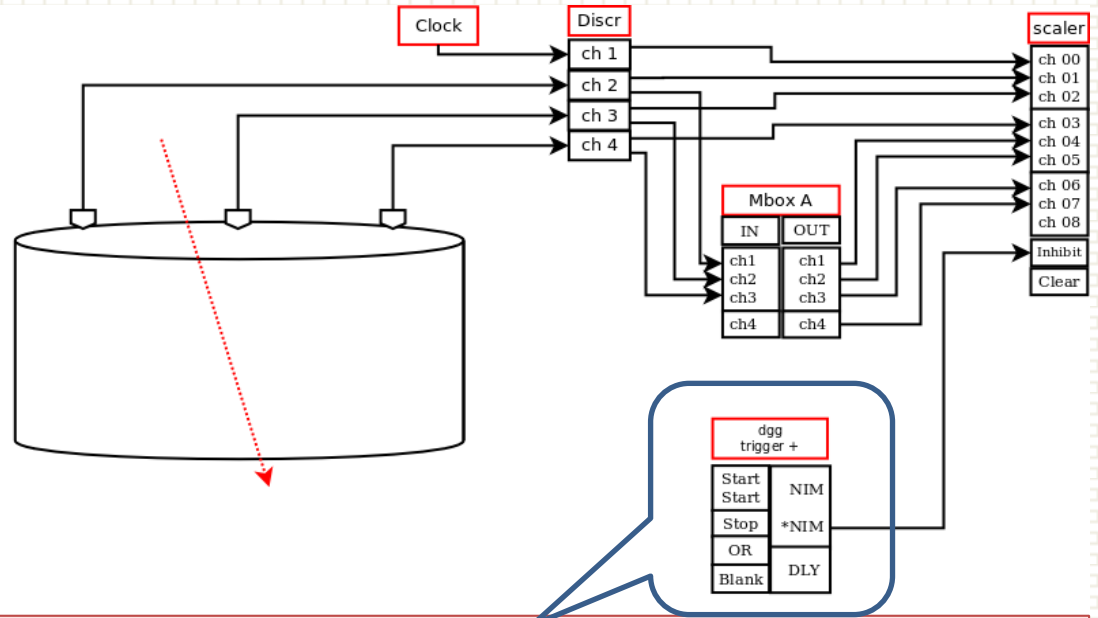 Clock
Discr
ch 1
ch 2
ch 3
ch 4
scaler
ch 00
ch 01
ch 02
ch 03
ch 04
ch 05
ch 06
ch 07
ch 08
Inhibit
Clear
Mbox A
IN OUT
ch1 ch1
ch2 ch2
ch3 ch3
ch4 ch4
dgg
trigger +
Start
Start
Stop
OR
Blank
NIM
*NIM
DLY